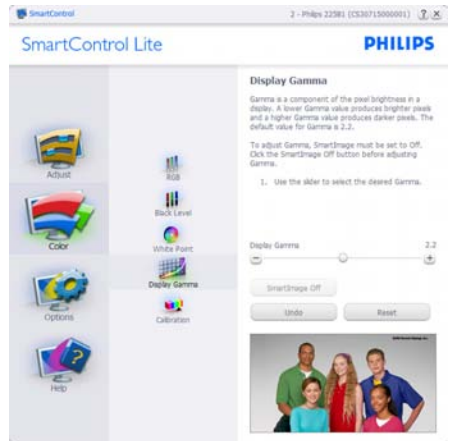 SmartControl
2 - Philips 225B1 (CS30715000001)
SmartControl Lite
PHILIPS
Adjust
Color
Options
Help
RGB
Black Level
White Point
Display Gamma
Calibration
Display Gamma
Gamma is a component of the pixel brightness in a
display. A lower Gamma value produces brighter pixels
and a higher Gamma value produces darker pixels. The
default value for Gamma is 2.2.
To adjust Gamma, SmartImage must be set to Off.
Click the SmartImage Off button before adjusting
Gamma.
1. Use the slider to select the desired Gamma.
Display Gamma 2.2
SmartImage Off
Undo Reset